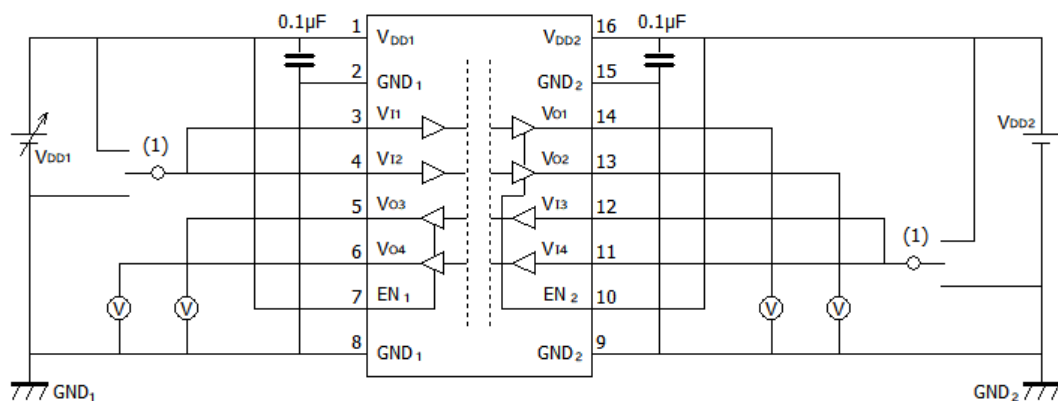 0.1µF 1 VDD1 VDD2 16 0.1µF
2 GND1 GND2 15
3 VI1 VO1 14
VDD1 (1) 4 VI2 VO2 13 VDD2
5 VO3 VI3 12
6 VO4 VI4 11 (1)
V V 7 EN1 EN2 10 V V
8 GND1 GND2 9
GND1 GND2